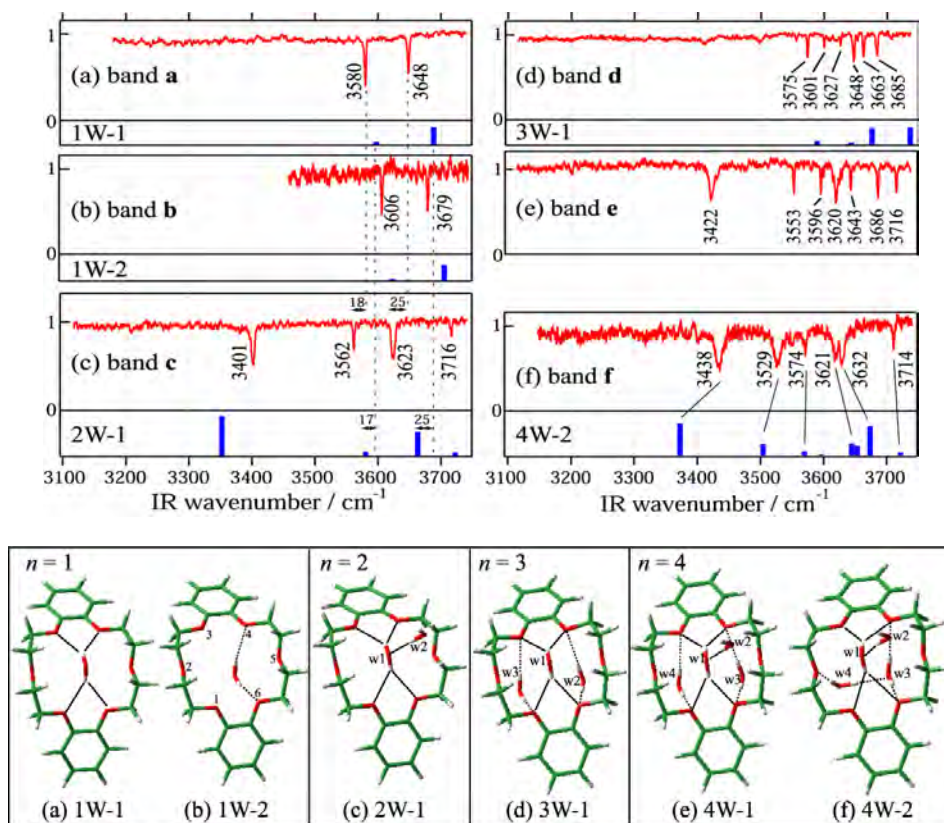 1
(a) band a
3580
3648
0
1W-1
1
(b) band b
3606
3679
0
1W-2
18
25
1
(c) band c
3401
3562
3623
3716
0
17
25
2W-1
3100 3200 3300 3400 3500 3600 3700
IR wavenumber / cm-1
1
(d) band d
3575
3601
3627
3648
3663
3685
0
3W-1
1
(e) band e
3422
3553
3596
3620
3643
3686
3716
0
1
(f) band f
3438
3529
3574
3621
3632
3714
0
4W-2
3100 3200 3300 3400 3500 3600 3700
IR wavenumber / cm-1
n = 1
3 4
2 5
1 6
(a) 1W-1 (b) 1W-2
n = 2
w1 w2
(c) 2W-1
n = 3
w3 w1 w2
(d) 3W-1
n = 4
w1 w2
w4 w3
(e) 4W-1
w1 w2
w4 w3
(f) 4W-2